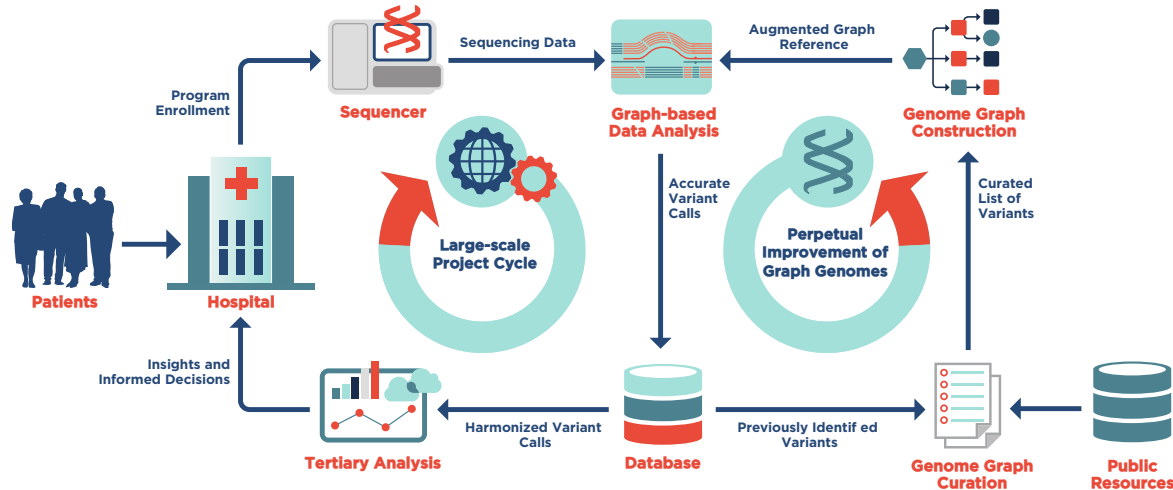 Sequencing Data
Augmented Graph
Reference
Program
Enrollment
Sequencer
Graph-based
Data Analysis
Genome Graph
Construction
Accurate
Variant
Calls
Curated
List of
Variants
Large-scale
Project Cycle
Perpetual
Improvement of
Graph Genomes
Patients
Hospital
Insights and
Informed Decisions
Harmonized Variant
Calls
Previously Identif ed
Variants
Tertiary Analysis
Database
Genome Graph
Curation
Public
Resources